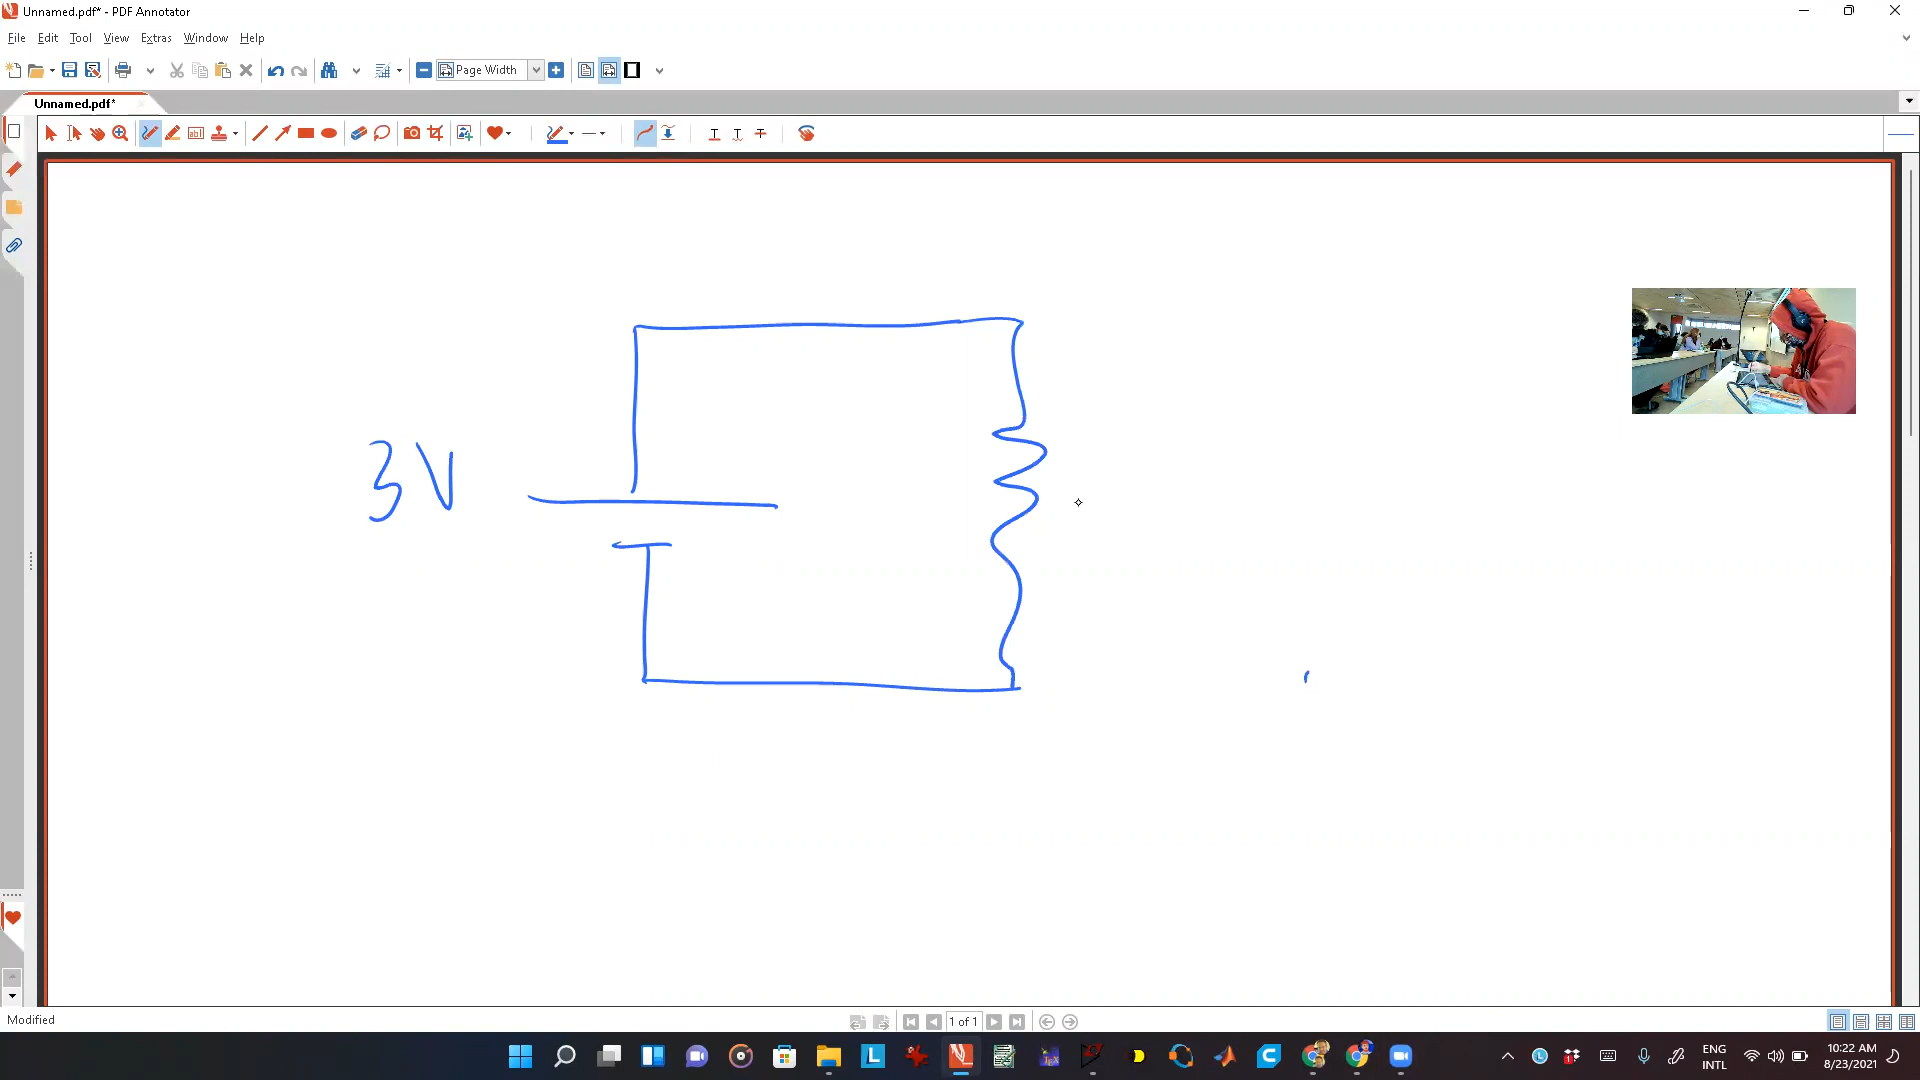 Unnamed.pdf* - PDF Annotator
File Edit Tool View Extras Window Help
Page Width
Unnamed.pdf*
3V
Modified
1 of 1
ENG
INTL
10:22 AM
8/23/2021